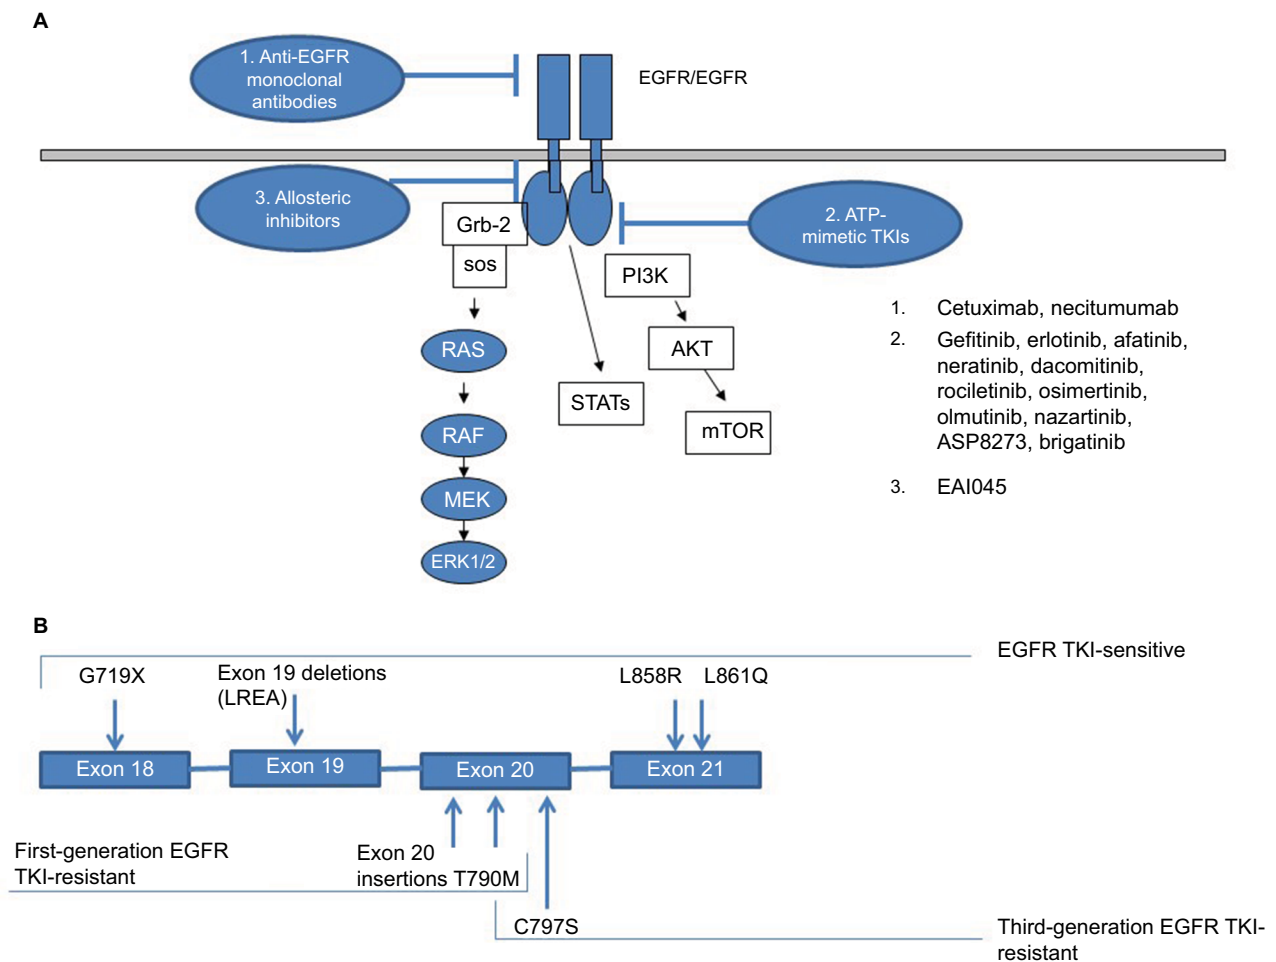 A
1. Anti-EGFR
monoclonal
antibodies
EGFR/EGFR
3. Allosteric
inhibitors
2. ATP-
mimetic TKIs
Grb-2
sos
PI3K
RAS
AKT
STATs
mTOR
RAF
MEK
ERK1/2
1. Cetuximab, necitumumab
2. Gefitinib, erlotinib, afatinib,
neratinib, dacomitinib,
rociletinib, osimertinib,
olmutinib, nazartinib,
ASP8273, brigatinib
3. EAI045
B
EGFR TKI-sensitive
G719X
Exon 19 deletions
(LREA)
L858R
L861Q
Exon 18
Exon 19
Exon 20
Exon 21
First-generation EGFR
TKI-resistant
Exon 20
insertions T790M
C797S
Third-generation EGFR TKI-
resistant